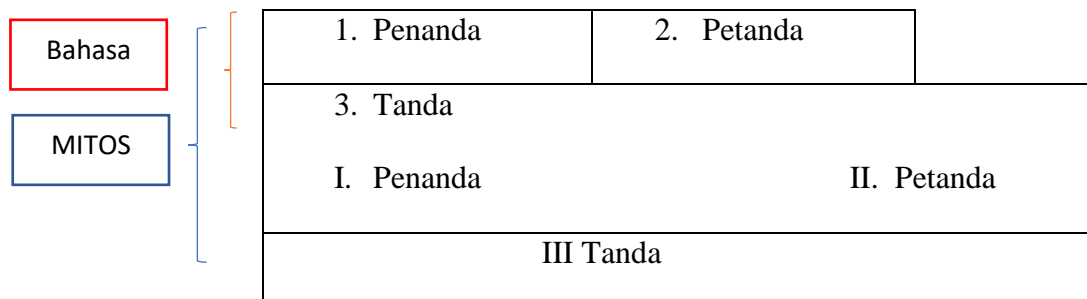 Bahasa
MITOS
1. Penanda
2. Petanda
3. Tanda
I. Penanda
II. Petanda
III Tanda